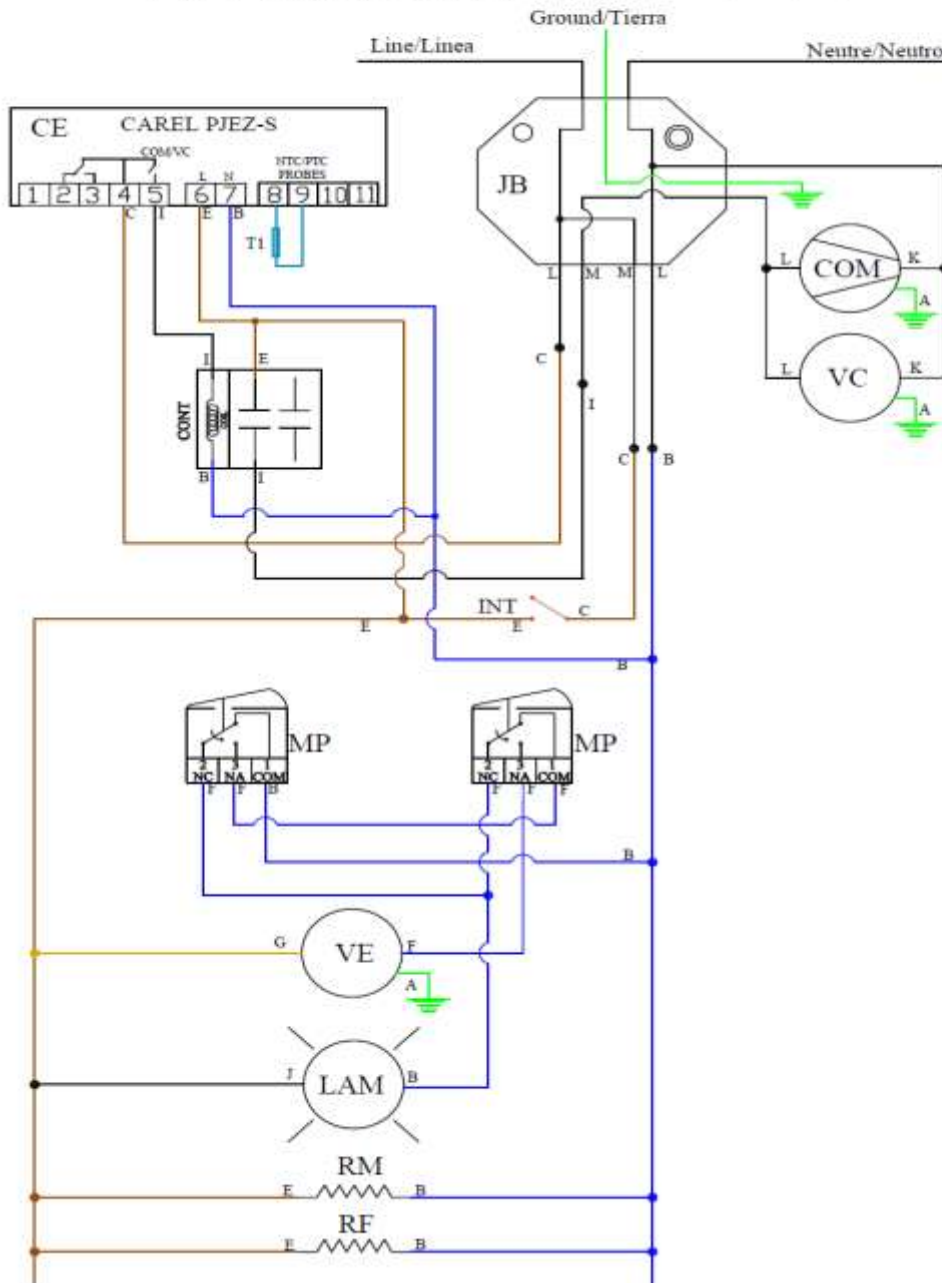 Ground/Tierra
Line/Linea
Neutre/Neutro
CE CAREL PJEZ-S
COM/VC
L N
NTC/PTC
PROBES
1 2 3 4 5 6 7 8 9 10 11
C I E B
T1
JB
L M M L
L COM K
A
L VC K
A
C
I
C B
I E
CONT
B I
INT
E E C
B
MP MP
2 3 1
NC NA COM
F F B
2 3 1
NC NA COM
F F F
B
G VE F
A
J LAM B
RM
E B
RF
E B